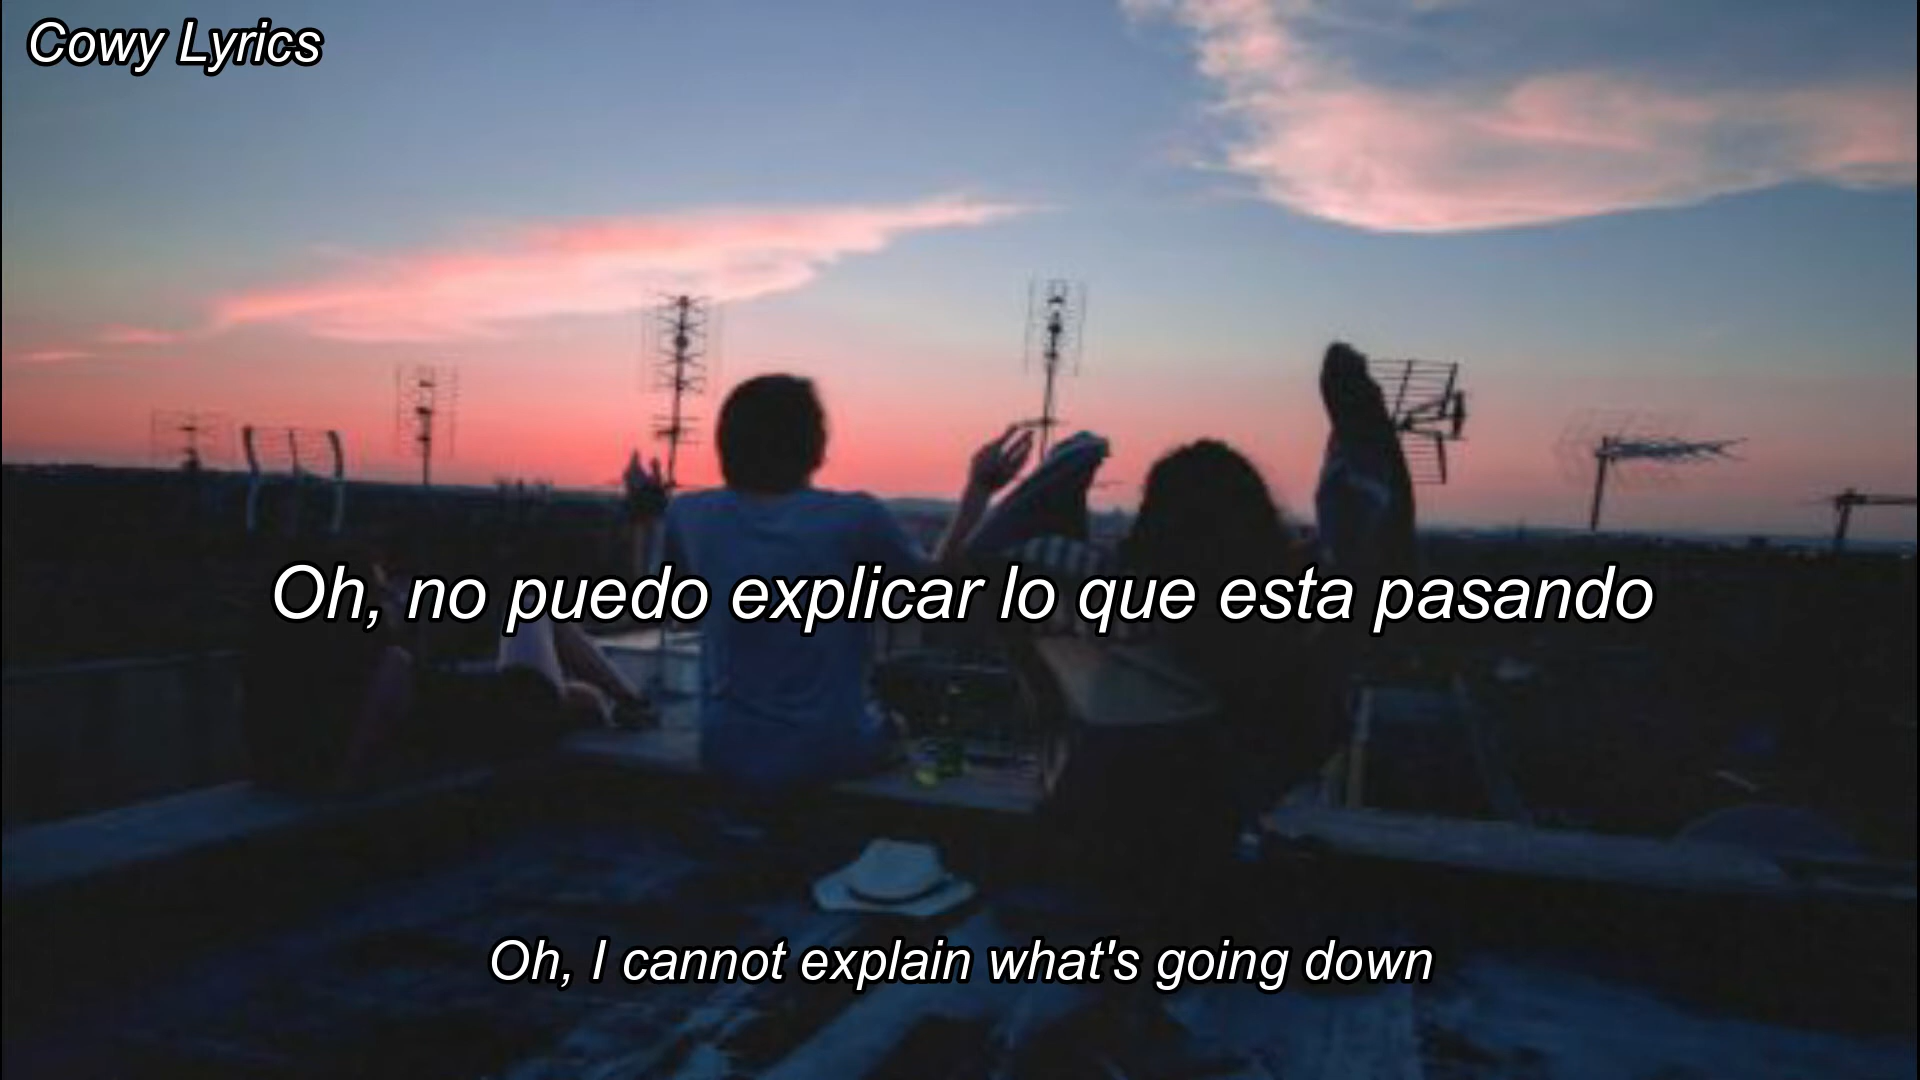 Cowy Lyrics
Oh, no puedo explicar lo que esta pasando
Oh, I cannot explain what's going down